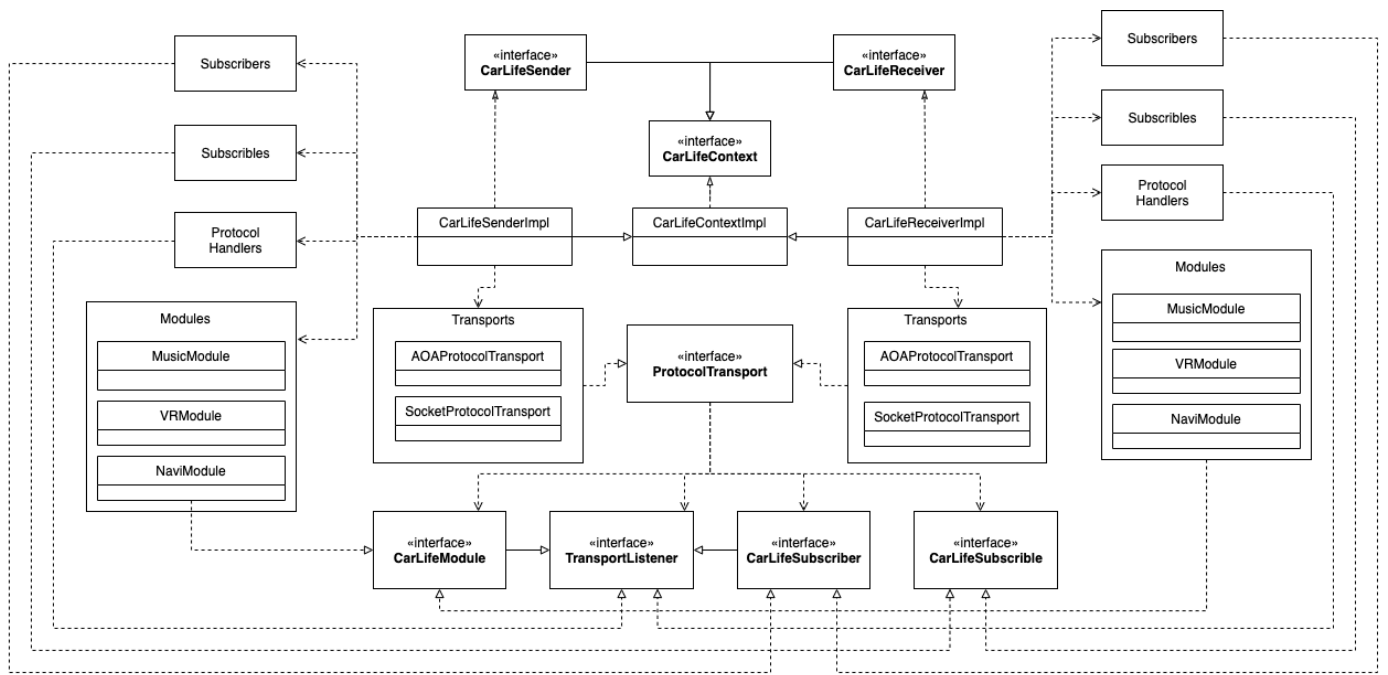 Subscribers
«interface»
CarLifeSender
«interface»
CarLifeReceiver
Subscribers
Subscribles
«interface»
CarLifeContext
Subscribles
Protocol
Handlers
CarLifeSenderImpl
CarLifeContextImpl
CarLifeReceiverImpl
Protocol
Handlers
Modules
MusicModule
VRModule
NaviModule
Transports
AOAProtocolTransport
SocketProtocolTransport
«interface»
ProtocolTransport
Transports
AOAProtocolTransport
SocketProtocolTransport
Modules
MusicModule
VRModule
NaviModule
«interface»
CarLifeModule
«interface»
TransportListener
«interface»
CarLifeSubscriber
«interface»
CarLifeSubscrible